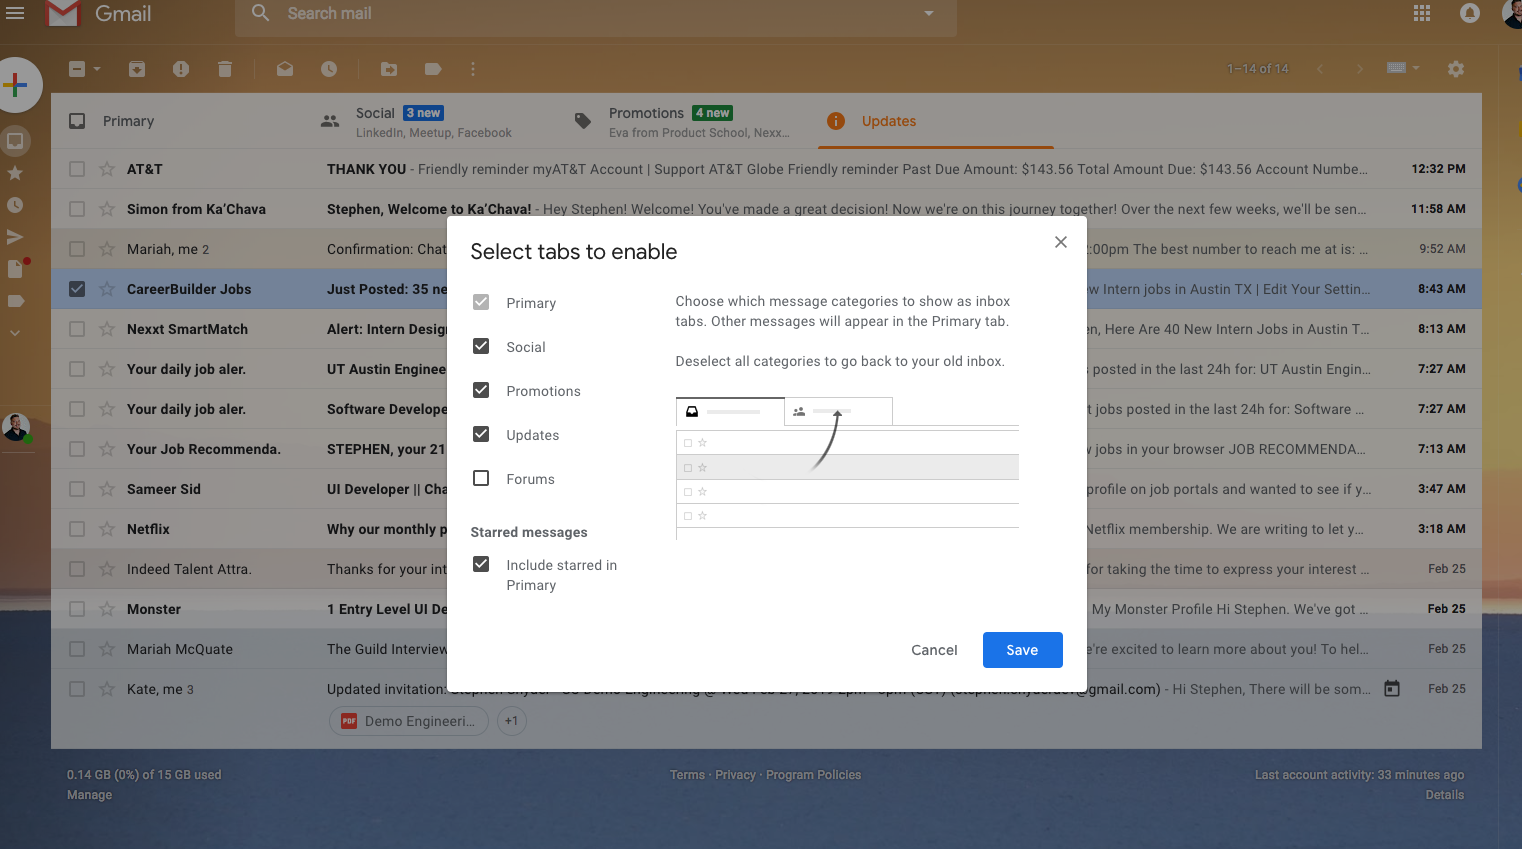 Gmail
Search mail
1–14 of 14
Primary
Social 3 new
LinkedIn, Meetup, Facebook
Promotions 4 new
Eva from Product School, Nexx...
Updates
AT&T THANK YOU - Friendly reminder myAT&T Account | Support AT&T Globe Friendly reminder Past Due Amount: $143.56 Total Amount Due: $143.56 Account Numbe... 12:32 PM
Simon from Ka’Chava Stephen, Welcome to Ka’Chava! - Hey Stephen! Welcome! You've made a great decision! Now we're on this journey together! Over the next few weeks, we'll be sen... 11:58 AM
Mariah, me 2 Confirmation: Chat :00pm The best number to reach me at is: ... 9:52 AM
CareerBuilder Jobs Just Posted: 35 ne Intern jobs in Austin TX | Edit Your Settin... 8:43 AM
Nexxt SmartMatch Alert: Intern Desig Here Are 40 New Intern Jobs in Austin T... 8:13 AM
Your daily job aler. UT Austin Enginee posted in the last 24h for: UT Austin Engin... 7:27 AM
Your daily job aler. Software Develope jobs posted in the last 24h for: Software ... 7:27 AM
Your Job Recommenda. STEPHEN, your 21 jobs in your browser JOB RECOMMENDA... 7:13 AM
Sameer Sid UI Developer || Cha profile on job portals and wanted to see if y... 3:47 AM
Netflix Why our monthly p Netflix membership. We are writing to let y... 3:18 AM
Indeed Talent Attra. Thanks for your int for taking the time to express your interest ... Feb 25
Monster 1 Entry Level UI De My Monster Profile Hi Stephen. We've got ... Feb 25
Mariah McQuate The Guild Interview 're excited to learn more about you! To hel... Feb 25
Kate, me 3 Updated invitation: gmail.com) - Hi Stephen, There will be som... Feb 25
PDF Demo Engineeri... +1
Select tabs to enable
Primary
Social
Promotions
Updates
Forums
Starred messages
Include starred in
Primary
Choose which message categories to show as inbox
tabs. Other messages will appear in the Primary tab.
Deselect all categories to go back to your old inbox.
Cancel Save
0.14 GB (0%) of 15 GB used
Manage
Terms · Privacy · Program Policies
Last account activity: 33 minutes ago
Details